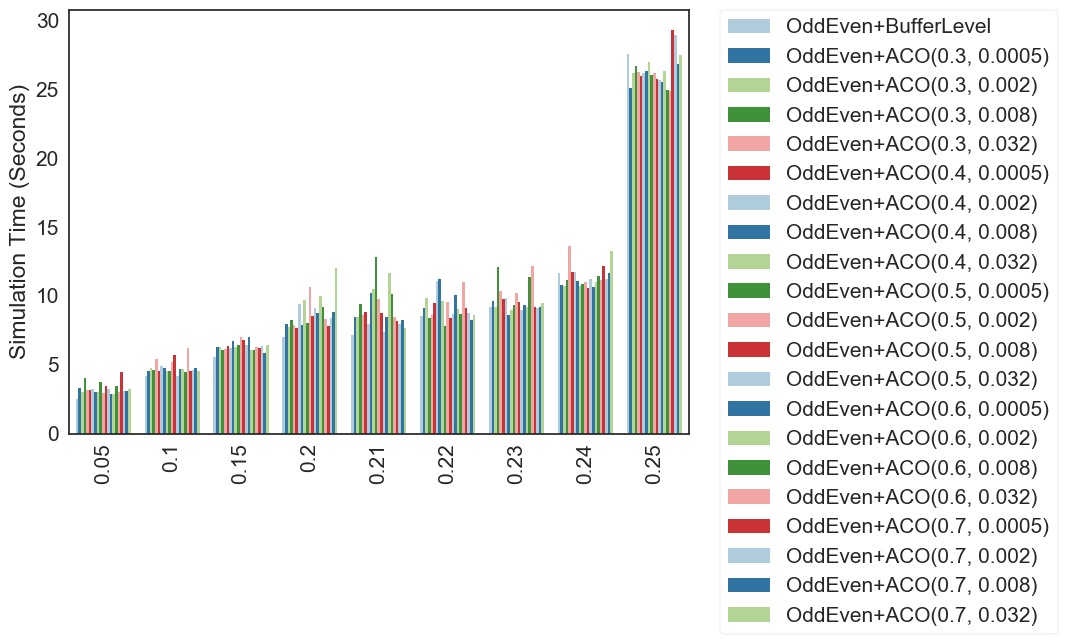 30
25
20
15
10
5
0
Simulation Time (Seconds)
0.05
0.1
0.15
0.2
0.21
0.22
0.23
0.24
0.25
OddEven+BufferLevel
OddEven+ACO(0.3, 0.0005)
OddEven+ACO(0.3, 0.002)
OddEven+ACO(0.3, 0.008)
OddEven+ACO(0.3, 0.032)
OddEven+ACO(0.4, 0.0005)
OddEven+ACO(0.4, 0.002)
OddEven+ACO(0.4, 0.008)
OddEven+ACO(0.4, 0.032)
OddEven+ACO(0.5, 0.0005)
OddEven+ACO(0.5, 0.002)
OddEven+ACO(0.5, 0.008)
OddEven+ACO(0.5, 0.032)
OddEven+ACO(0.6, 0.0005)
OddEven+ACO(0.6, 0.002)
OddEven+ACO(0.6, 0.008)
OddEven+ACO(0.6, 0.032)
OddEven+ACO(0.7, 0.0005)
OddEven+ACO(0.7, 0.002)
OddEven+ACO(0.7, 0.008)
OddEven+ACO(0.7, 0.032)